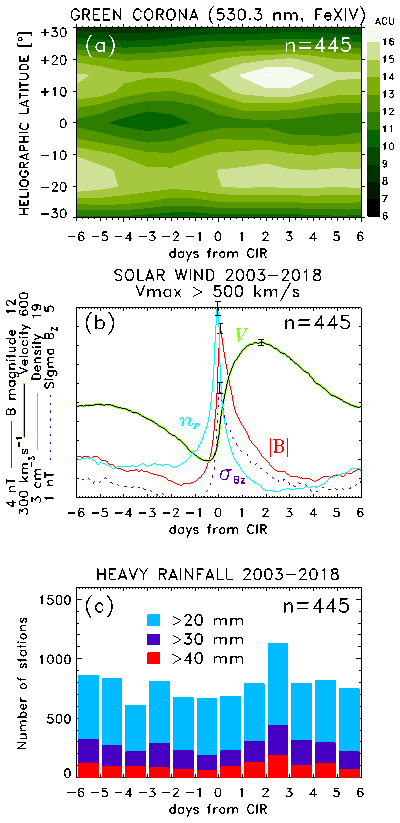 GREEN CORONA (530.3 nm, FeXIV)
ACU
(a)
n=445
HELIOGRAPHIC LATITUDE [°]
+30
+20
+10
0
−10
−20
−30
16
16
15
14
14
13
12
11
10
10
9
8
8
7
6
−6 −5 −4 −3 −2 −1 0 1 2 3 4 5 6
days from CIR
SOLAR WIND 2003−2018
Vmax > 500 km/s
(b)
n=445
V
n_P
|B|
σ_Bz
4 nT B magnitude 12
300 km s⁻¹ Velocity 600
3 cm⁻³ Density 19
1 nT Sigma B_Z 5
−6 −5 −4 −3 −2 −1 0 1 2 3 4 5 6
days from CIR
HEAVY RAINFALL 2003−2018
(c)
n=445
>20 mm
>30 mm
>40 mm
Number of stations
1500
1000
500
0
−6 −5 −4 −3 −2 −1 0 1 2 3 4 5 6
days from CIR